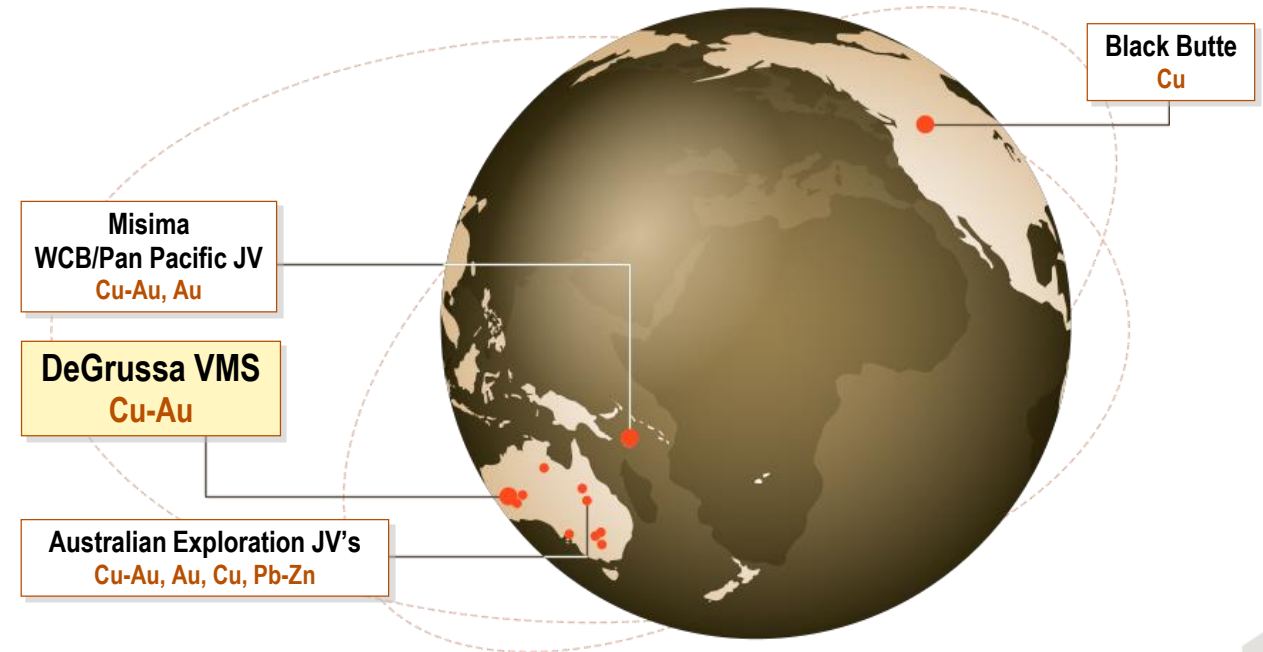 Black Butte
Cu
Misima
WCB/Pan Pacific JV
Cu-Au, Au
DeGrussa VMS
Cu-Au
Australian Exploration JV's
Cu-Au, Au, Cu, Pb-Zn